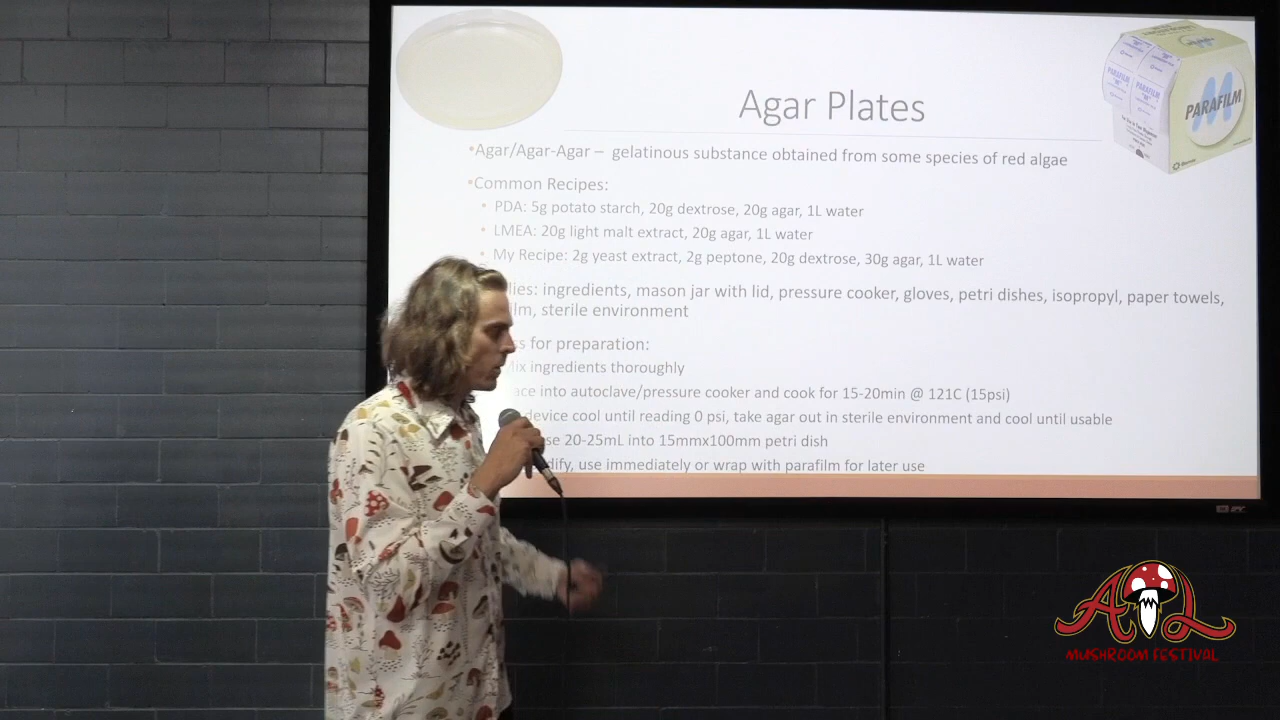 Agar Plates
PARAFILM
M
PARAFILM
"M"
PARAFILM
"M"
•Agar/Agar-Agar – gelatinous substance obtained from some species of red algae
•Common Recipes:
• PDA: 5g potato starch, 20g dextrose, 20g agar, 1L water
• LMEA: 20g light malt extract, 20g agar, 1L water
• My Recipe: 2g yeast extract, 2g peptone, 20g dextrose, 30g agar, 1L water
lies: ingredients, mason jar with lid, pressure cooker, gloves, petri dishes, isopropyl, paper towels,
ilm, sterile environment
s for preparation:
ix ingredients thoroughly
ace into autoclave/pressure cooker and cook for 15-20min @ 121C (15psi)
device cool until reading 0 psi, take agar out in sterile environment and cool until usable
se 20-25mL into 15mmx100mm petri dish
dify, use immediately or wrap with parafilm for later use
ATL
MUSHROOM FESTIVAL